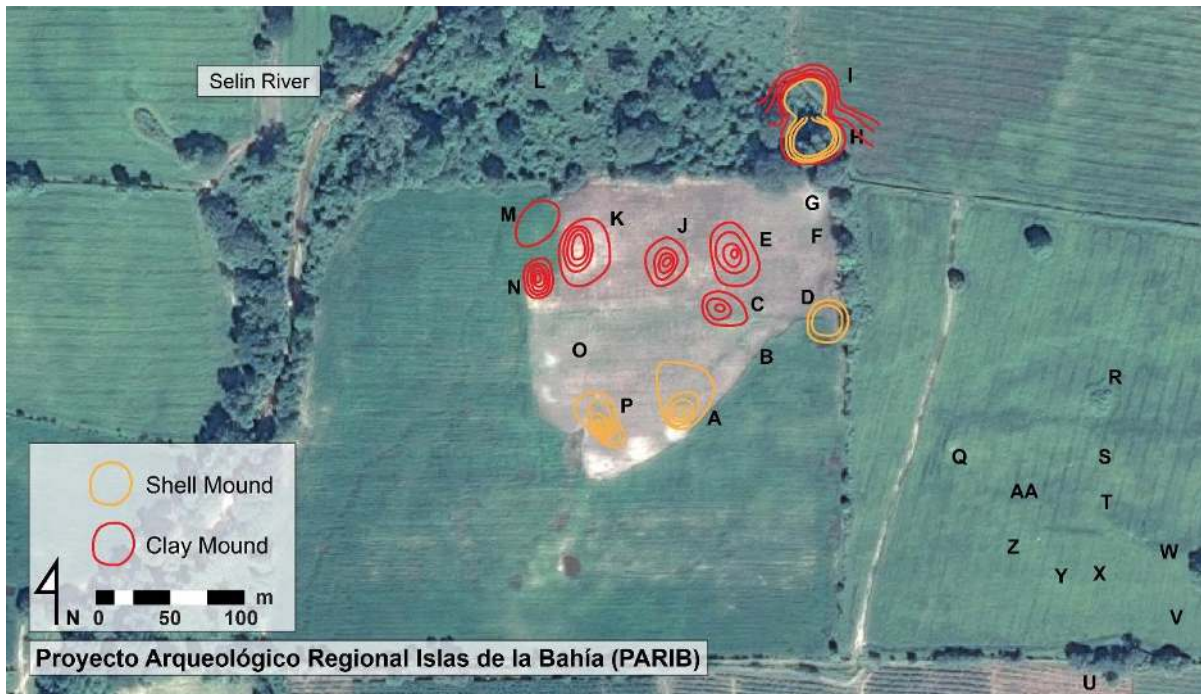 Selin River
L
I
H
G
M
K
J
E
F
N
C
D
B
O
P
A
R
Q
S
AA
T
Z
W
Y
X
V
U
Shell Mound
Clay Mound
N
0 50 100 m
Proyecto Arqueológico Regional Islas de la Bahía (PARIB)